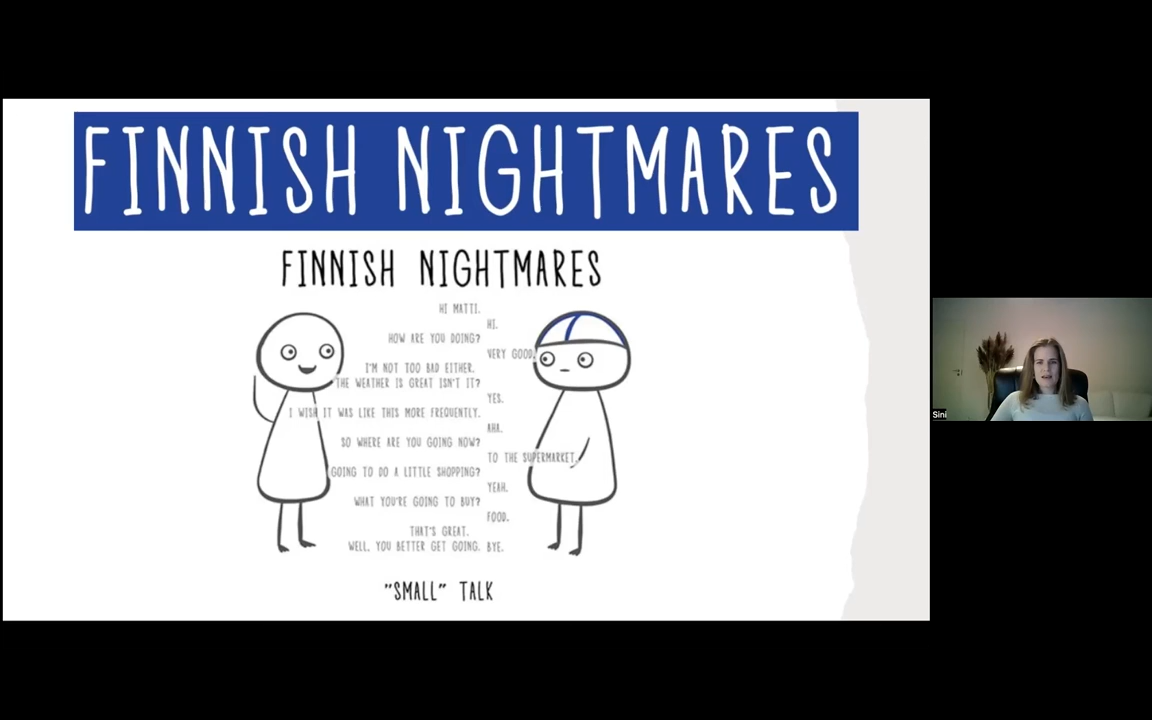 FINNISH NIGHTMARES
FINNISH NIGHTMARES
HI MATTI.
HI.
HOW ARE YOU DOING?
VERY GOOD.
I'M NOT TOO BAD EITHER.
THE WEATHER IS GREAT ISN'T IT?
YES.
I WISH IT WAS LIKE THIS MORE FREQUENTLY.
AHA.
SO WHERE ARE YOU GOING NOW?
TO THE SUPERMARKET.
GOING TO DO A LITTLE SHOPPING?
YEAH.
WHAT YOU'RE GOING TO BUY?
FOOD.
THAT'S GREAT.
WELL. YOU BETTER GET GOING.
BYE.
"SMALL" TALK
Sini